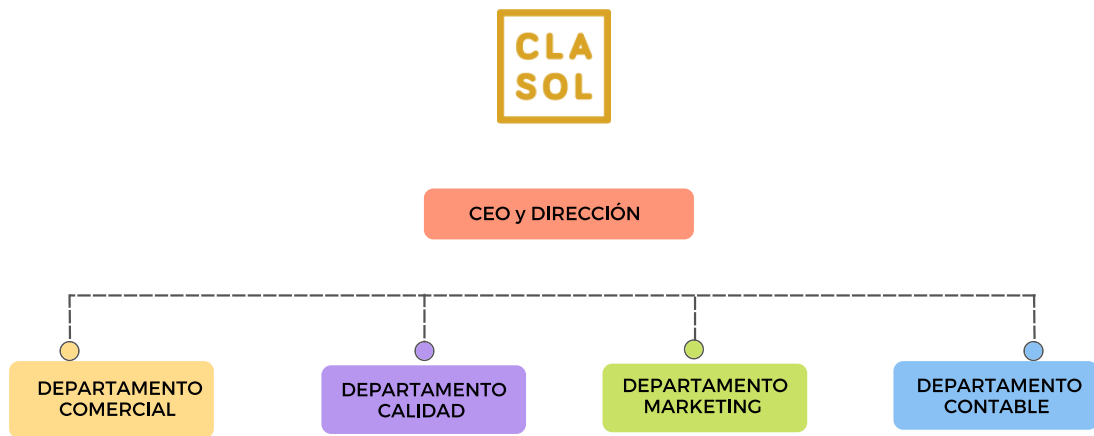 CLA
SOL
CEO y DIRECCIÓN
DEPARTAMENTO
COMERCIAL
DEPARTAMENTO
CALIDAD
DEPARTAMENTO
MARKETING
DEPARTAMENTO
CONTABLE